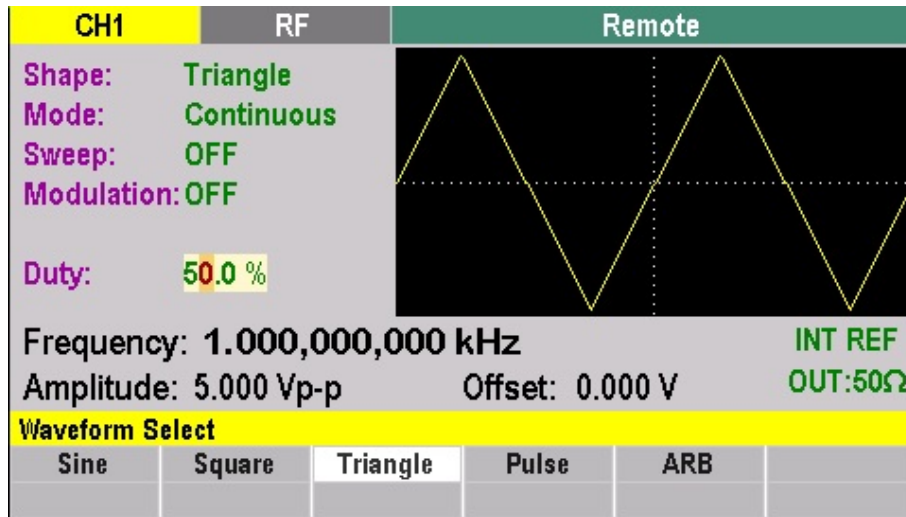 CH1 RF Remote
Shape: Triangle
Mode: Continuous
Sweep: OFF
Modulation: OFF
Duty: 50.0 %
Frequency: 1.000,000,000 kHz INT REF
Amplitude: 5.000 Vp-p Offset: 0.000 V OUT:50Ω
Waveform Select
Sine Square Triangle Pulse ARB